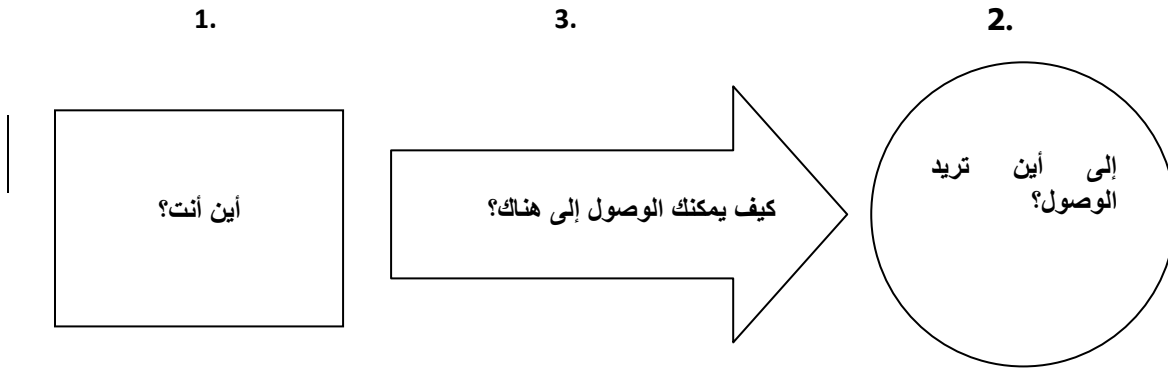 1.
3.
2.
أين أنت؟
كيف يمكنك الوصول إلى هناك؟
إلى أين تريد
الوصول؟